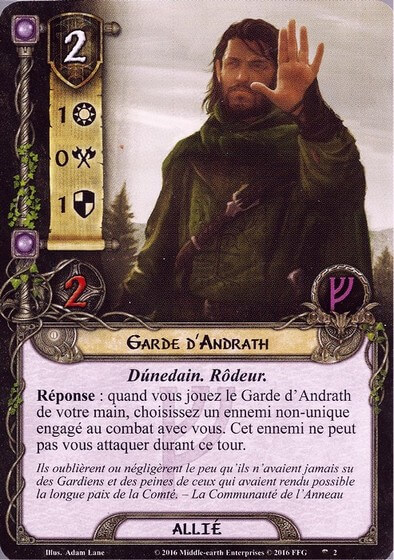 2
1
0
1
2
Garde d'Andrath
Dúnedain. Rôdeur.
Réponse : quand vous jouez le Garde d'Andrath
de votre main, choisissez un ennemi non-unique
engagé au combat avec vous. Cet ennemi ne peut
pas vous attaquer durant ce tour.
Ils oublièrent ou négligèrent le peu qu'ils n'avaient jamais su
des Gardiens et des peines de ceux qui avaient rendu possible
la longue paix de la Comté. – La Communauté de l'Anneau
ALLIÉ
Illus. Adam Lane © 2016 Middle-earth Enterprises © 2016 FFG 2